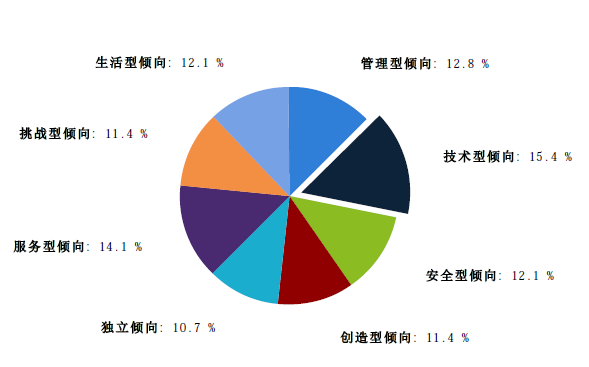 生活型倾向: 12.1 %
管理型倾向: 12.8 %
挑战型倾向: 11.4 %
技术型倾向: 15.4 %
服务型倾向: 14.1 %
安全型倾向: 12.1 %
独立倾向: 10.7 %
创造型倾向: 11.4 %